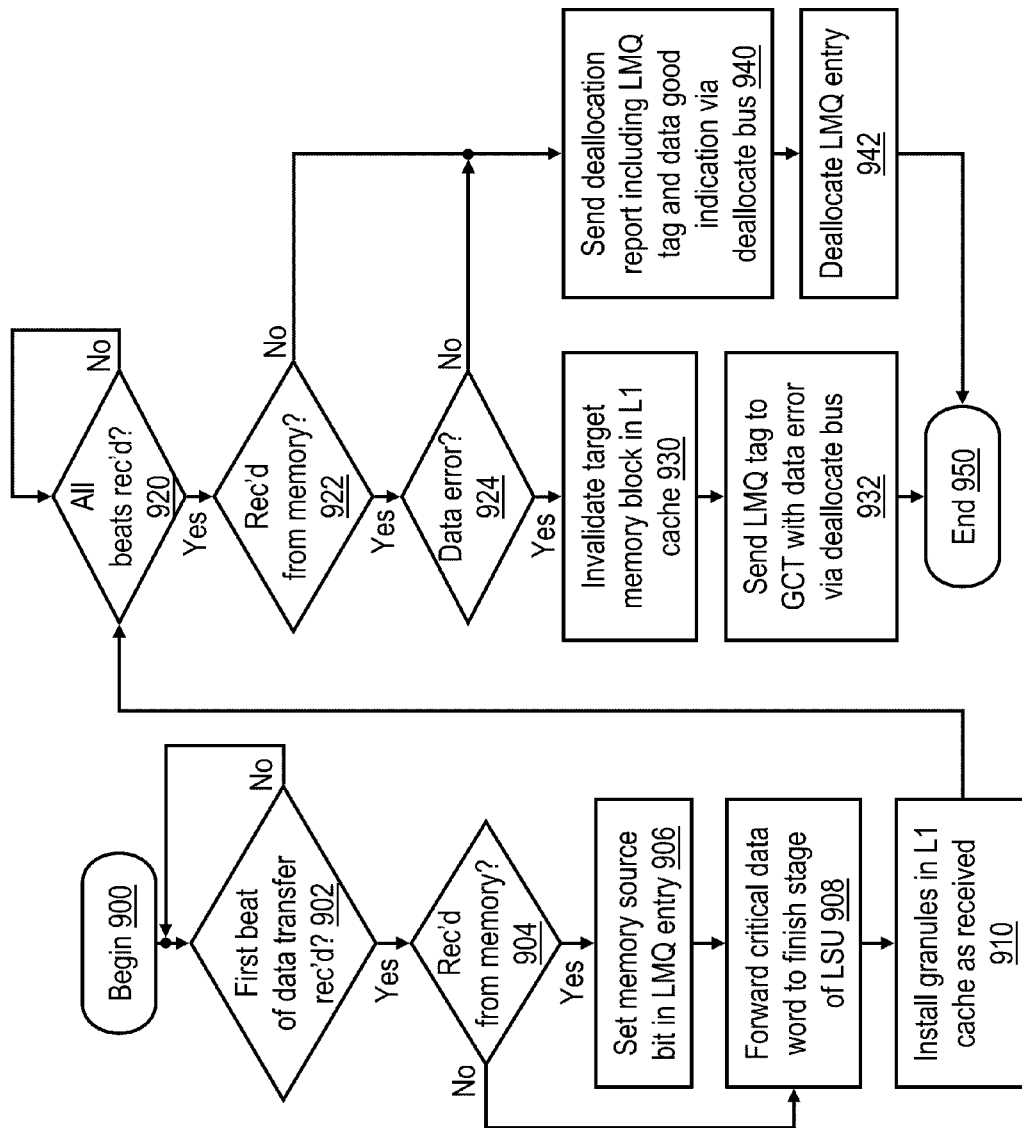 Begin 900
First beat
of data transfer
rec'd? 902
No
Yes
Rec'd
from memory?
904
No
Yes
Set memory source
bit in LMQ entry 906
Forward critical data
word to finish stage
of LSU 908
Install granules in L1
cache as received
910
All
beats rec'd?
920
No
Yes
Rec'd
from memory?
922
No
Yes
Data error?
924
No
Yes
Invalidate target
memory block in L1
cache 930
Send LMQ tag to
GCT with data error
via deallocate bus
932
Send deallocation
report including LMQ
tag and data good
indication via
deallocate bus 940
Deallocate LMQ entry
942
End 950